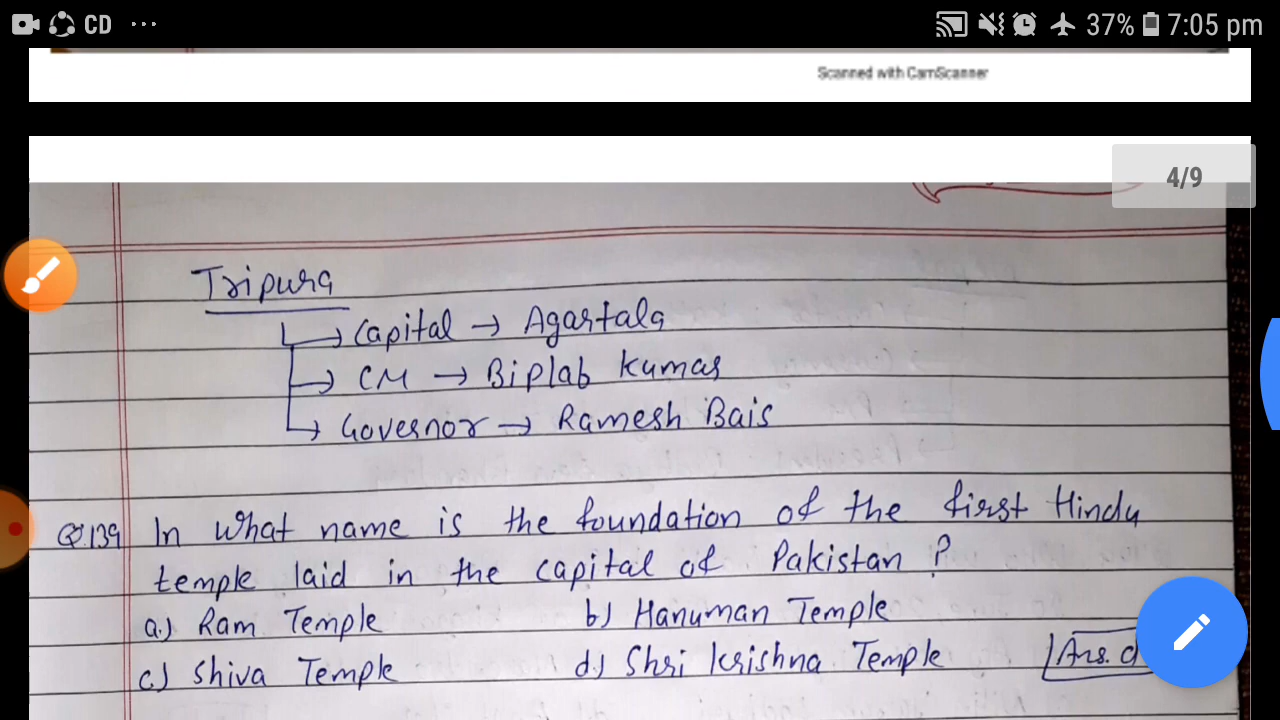 CD ... 37% 7:05 pm
Scanned with CamScanner
4/9
Tripura
Capital → Agartala
CM → Biplab Kumar
Governor → Ramesh Bais
Q.139 In what name is the foundation of the first Hindu
temple laid in the capital of Pakistan ?
a.) Ram Temple b.) Hanuman Temple
c.) Shiva Temple d.) Shri Krishna Temple Ans. d